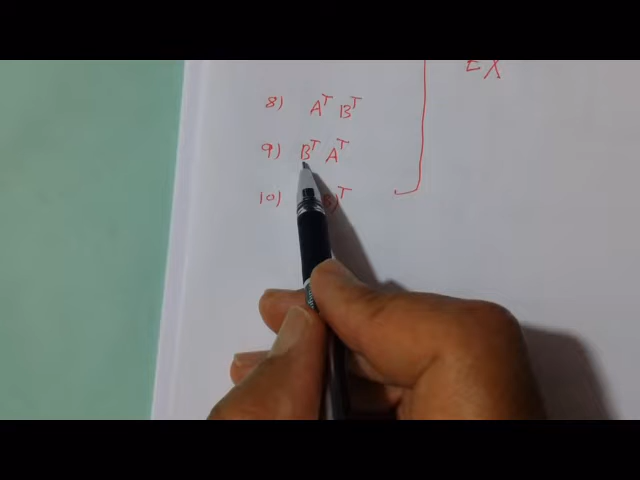 EX
8) Aᵀ Bᵀ
9) Bᵀ Aᵀ
10) )ᵀ